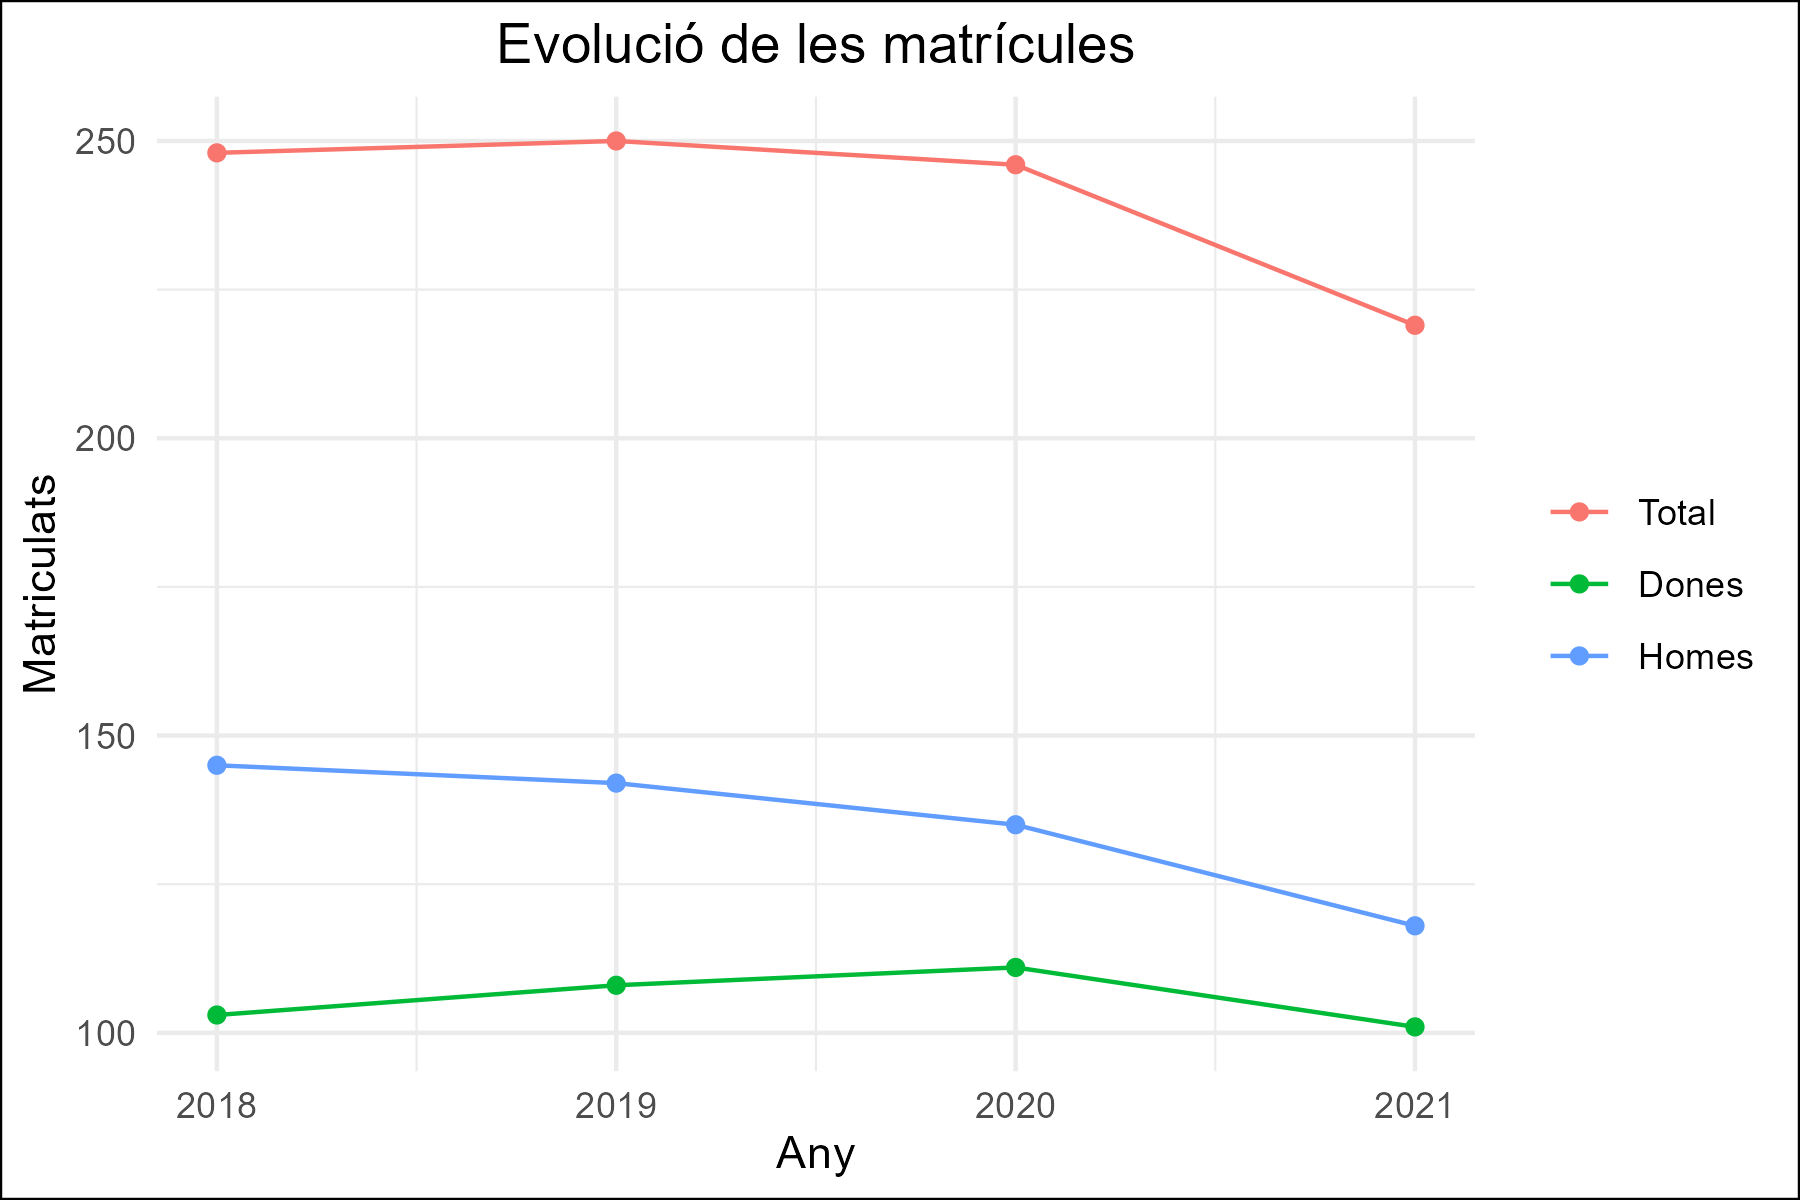 Evolució de les matrícules
Matriculats
250
200
150
100
2018
2019
2020
2021
Any
Total
Dones
Homes